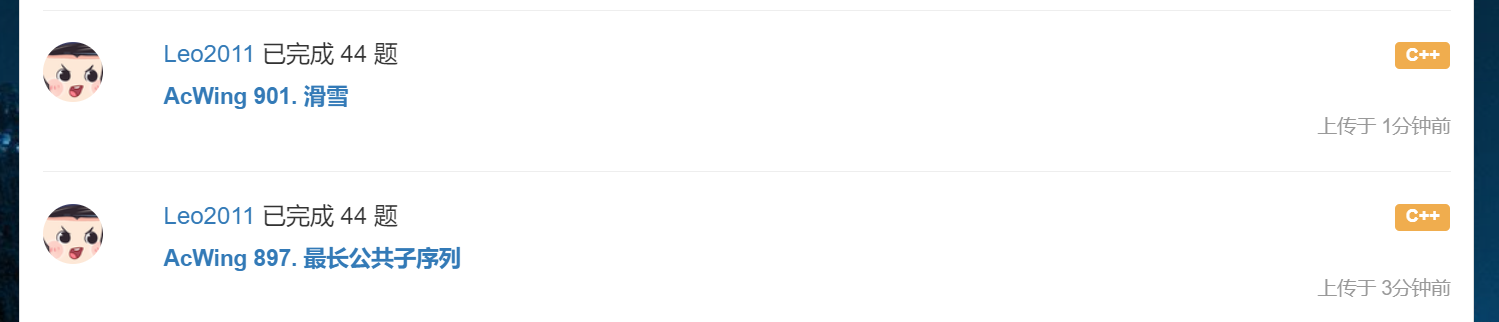 Leo2011 已完成 44 题
C++
AcWing 901. 滑雪
上传于 1分钟前
Leo2011 已完成 44 题
C++
AcWing 897. 最长公共子序列
上传于 3分钟前